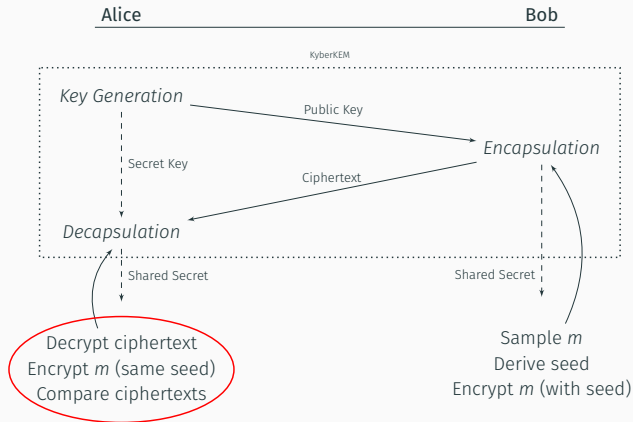 Alice
Bob
KyberKEM
Key Generation
Public Key
Encapsulation
Secret Key
Ciphertext
Decapsulation
Shared Secret
Shared Secret
Decrypt ciphertext
Encrypt m (same seed)
Compare ciphertexts
Sample m
Derive seed
Encrypt m (with seed)